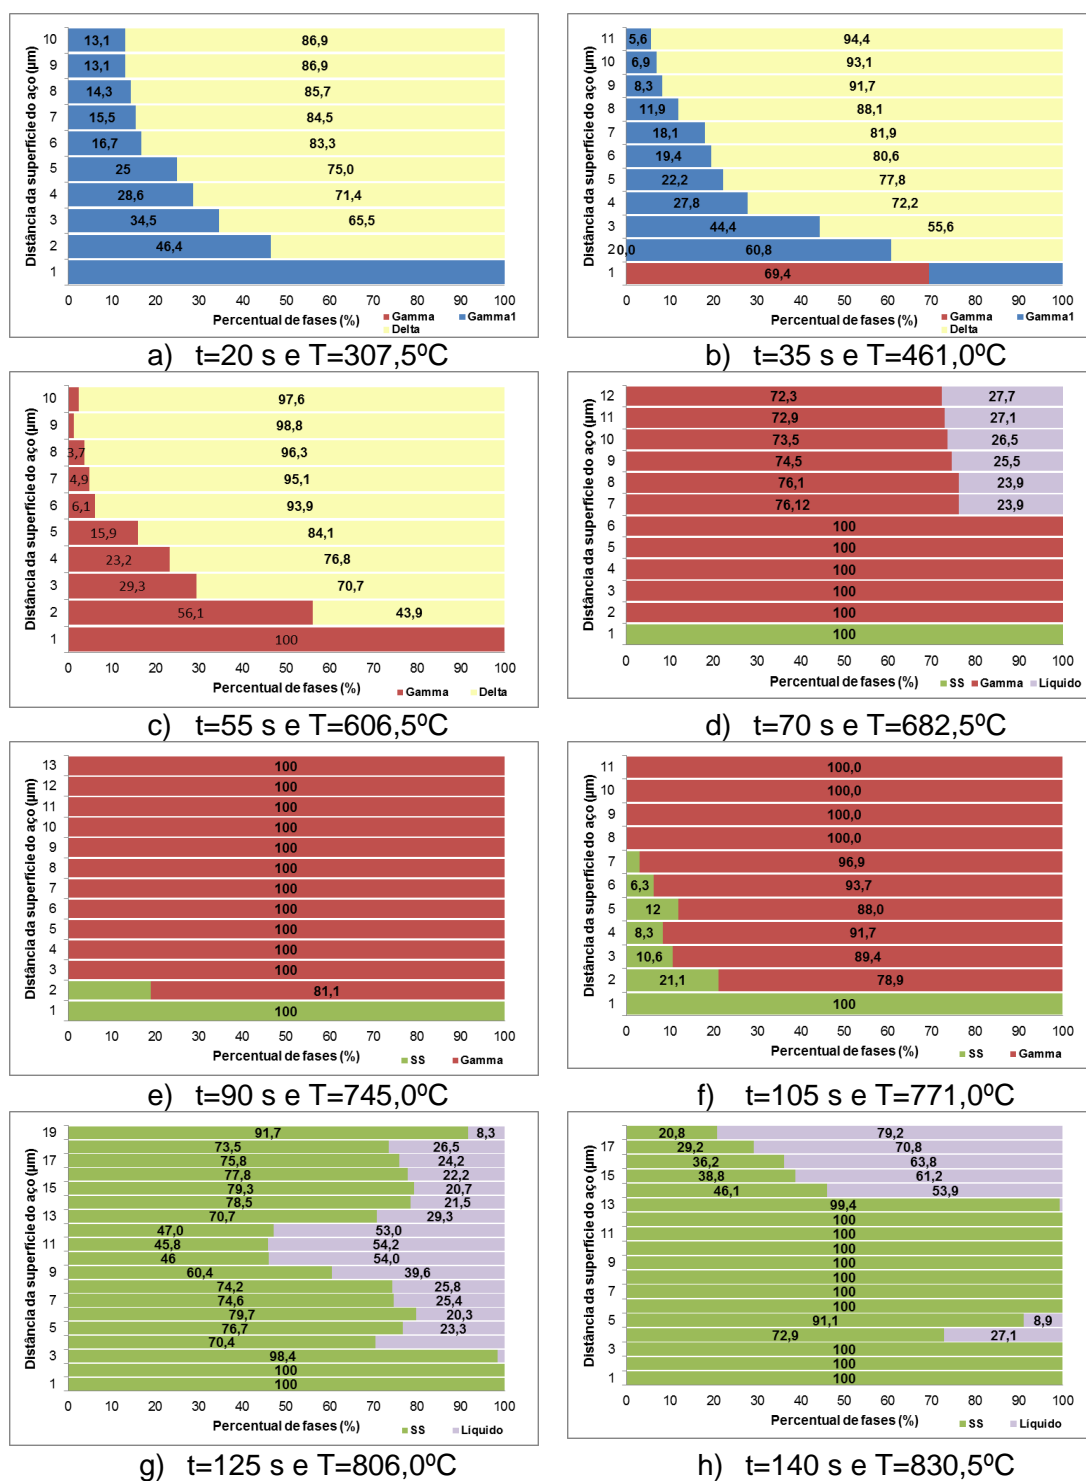 Distância da superfície do aço (µm)
10 13,1 86,9
9 13,1 86,9
8 14,3 85,7
7 15,5 84,5
6 16,7 83,3
5 25 75,0
4 28,6 71,4
3 34,5 65,5
2 46,4
1
0 10 20 30 40 50 60 70 80 90 100
Percentual de fases (%)
Gamma Gamma1
Delta
a) t=20 s e T=307,5ºC
Distância da superfície do aço (µm)
11 5,6 94,4
10 6,9 93,1
9 8,3 91,7
8 11,9 88,1
7 18,1 81,9
6 19,4 80,6
5 22,2 77,8
4 27,8 72,2
3 44,4 55,6
2 0,0 60,8
1 69,4
0 10 20 30 40 50 60 70 80 90 100
Percentual de fases (%)
Gamma Gamma1
Delta
b) t=35 s e T=461,0ºC
Distância da superfície do aço (µm)
10 97,6
9 98,8
8 3,7 96,3
7 4,9 95,1
6 6,1 93,9
5 15,9 84,1
4 23,2 76,8
3 29,3 70,7
2 56,1 43,9
1 100
0 10 20 30 40 50 60 70 80 90 100
Percentual de fases (%)
Gamma Delta
c) t=55 s e T=606,5ºC
Distância da superfície do aço (µm)
12 72,3 27,7
11 72,9 27,1
10 73,5 26,5
9 74,5 25,5
8 76,1 23,9
7 76,12 23,9
6 100
5 100
4 100
3 100
2 100
1 100
0 10 20 30 40 50 60 70 80 90 100
Percentual de fases (%)
SS Gamma Líquido
d) t=70 s e T=682,5ºC
Distância da superfície do aço (µm)
13 100
12 100
11 100
10 100
9 100
8 100
7 100
6 100
5 100
4 100
3 100
2 81,1
1 100
0 10 20 30 40 50 60 70 80 90 100
Percentual de fases (%)
SS Gamma
e) t=90 s e T=745,0ºC
Distância da superfície do aço (µm)
11 100,0
10 100,0
9 100,0
8 100,0
7 96,9
6 6,3 93,7
5 12 88,0
4 8,3 91,7
3 10,6 89,4
2 21,1 78,9
1 100
0 10 20 30 40 50 60 70 80 90 100
Percentual de fases (%)
SS Gamma
f) t=105 s e T=771,0ºC
Distância da superfície do aço (µm)
19 91,7 8,3
73,5 26,5
17 75,8 24,2
77,8 22,2
15 79,3 20,7
78,5 21,5
13 70,7 29,3
47,0 53,0
11 45,8 54,2
46 54,0
9 60,4 39,6
74,2 25,8
7 74,6 25,4
79,7 20,3
5 76,7 23,3
70,4
3 98,4
100
1 100
0 10 20 30 40 50 60 70 80 90 100
Percentual de fases (%)
SS Líquido
g) t=125 s e T=806,0ºC
Distância da superfície do aço (µm)
20,8 79,2
17 29,2 70,8
36,2 63,8
15 38,8 61,2
46,1 53,9
13 99,4
100
11 100
100
9 100
100
7 100
100
5 91,1 8,9
72,9 27,1
3 100
100
1 100
0 10 20 30 40 50 60 70 80 90 100
Percentual de fases (%)
SS Líquido
h) t=140 s e T=830,5ºC